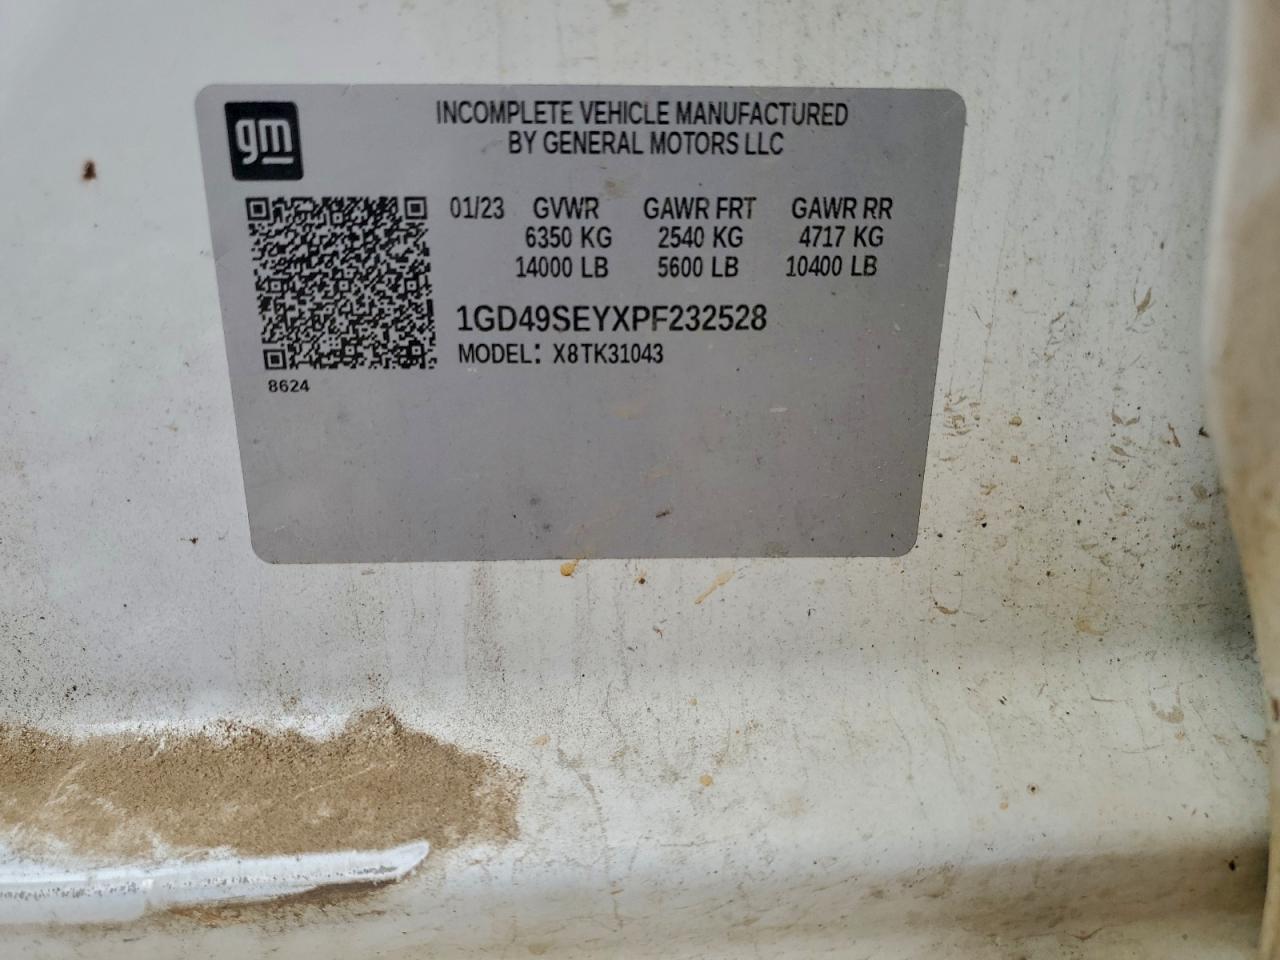 gm
INCOMPLETE VEHICLE MANUFACTURED
BY GENERAL MOTORS LLC
01/23 GVWR GAWR FRT GAWR RR
6350 KG 2540 KG 4717 KG
14000 LB 5600 LB 10400 LB
1GD49SEYXPF232528
MODEL: X8TK31043
8624